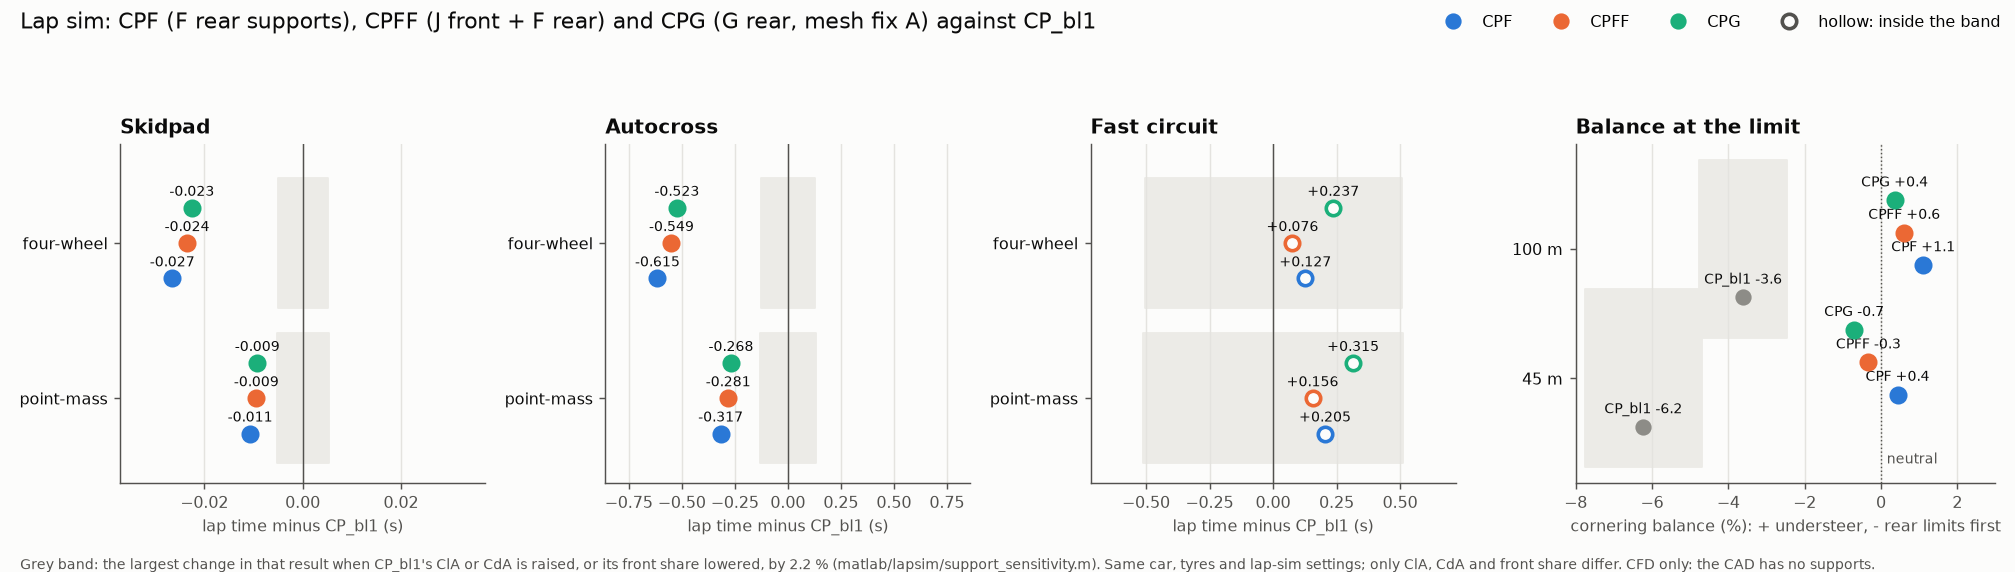 Lap sim: CPF (F rear supports), CPFF (J front + F rear) and CPG (G rear, mesh fix A) against CP_bl1
CPF
CPFF
CPG
hollow: inside the band
Skidpad
-0.023
-0.024
four-wheel
-0.027
-0.009
-0.009
point-mass
-0.011
−0.02
0.00
0.02
lap time minus CP_bl1 (s)
Autocross
-0.523
-0.549
four-wheel
-0.615
-0.268
-0.281
point-mass
-0.317
−0.75
−0.50
−0.25
0.00
0.25
0.50
0.75
lap time minus CP_bl1 (s)
Fast circuit
+0.237
+0.076
four-wheel
+0.127
+0.315
+0.156
point-mass
+0.205
−0.50
−0.25
0.00
0.25
0.50
lap time minus CP_bl1 (s)
Balance at the limit
CPG +0.4
CPFF +0.6
100 m
CPF +1.1
CP_bl1 -3.6
CPG -0.7
CPFF -0.3
45 m
CPF +0.4
CP_bl1 -6.2
neutral
−8
−6
−4
−2
0
2
cornering balance (%): + understeer, - rear limits first
Grey band: the largest change in that result when CP_bl1's ClA or CdA is raised, or its front share lowered, by 2.2 % (matlab/lapsim/support_sensitivity.m). Same car, tyres and lap-sim settings; only ClA, CdA and front share differ. CFD only: the CAD has no supports.